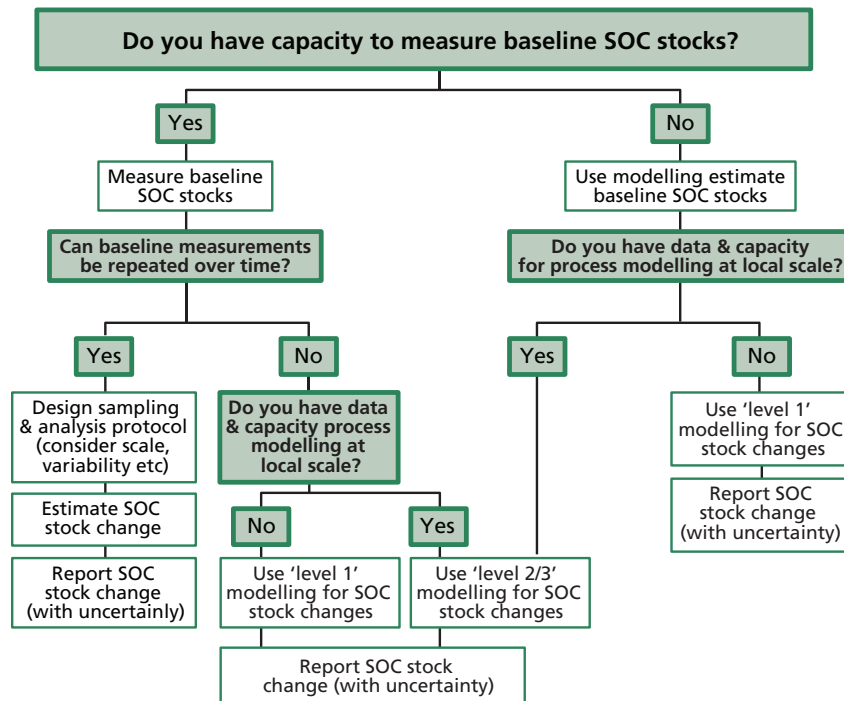 Do you have capacity to measure baseline SOC stocks?
Yes
No
Measure baseline
SOC stocks
Use modelling estimate
baseline SOC stocks
Can baseline measurements
be repeated over time?
Do you have data & capacity
for process modelling at local scale?
Yes
No
Yes
No
Design sampling
& analysis protocol
(consider scale,
variability etc)
Do you have data
& capacity process
modelling at
local scale?
Use ‘level 1’
modelling for SOC
stock changes
Estimate SOC
stock change
No
Yes
Report SOC
stock change
(with uncertainty)
Report SOC
stock change
(with uncertainly)
Use ‘level 1’
modelling for SOC
stock changes
Use ‘level 2/3’
modelling for SOC
stock changes
Report SOC stock
change (with uncertainty)